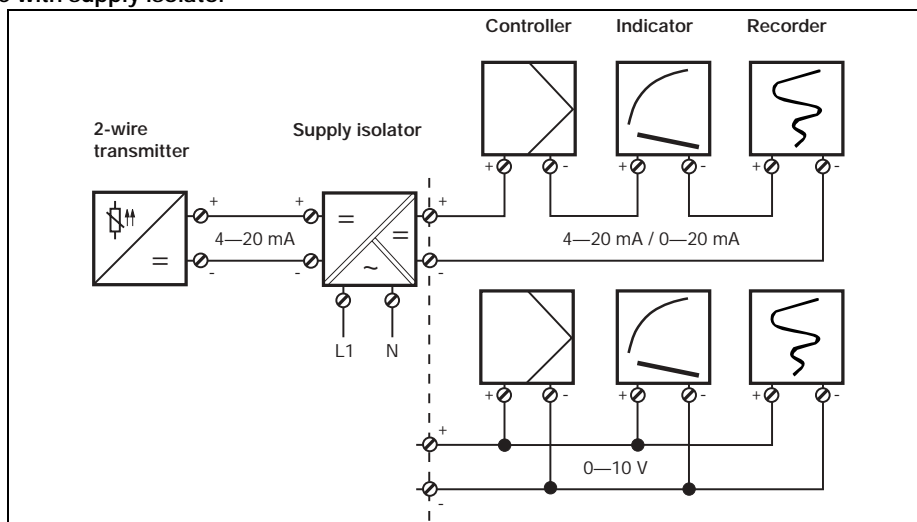 with supply isolator
Controller Indicator Recorder
2-wire
transmitter
Supply isolator
+ - + - + -
+ + +
= =
4—20 mA
4—20 mA / 0—20 mA
= ~
- - -
L1 N
+ - + - + -
+
0—10 V
-